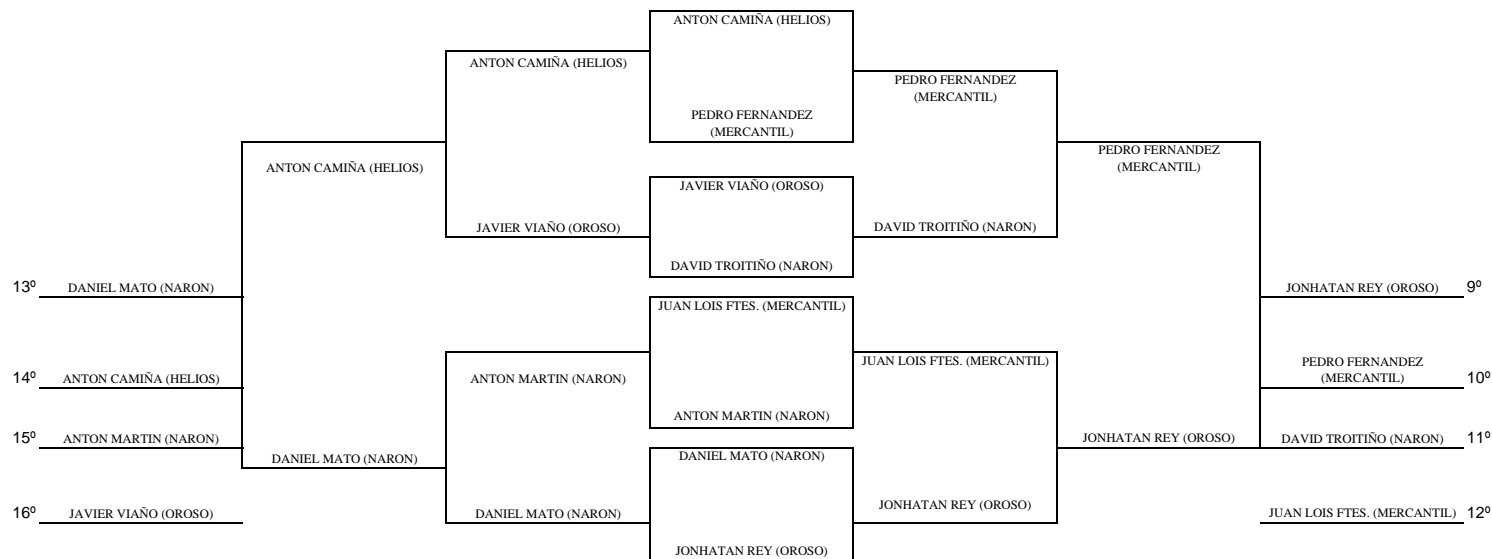 ANTON CAMIÑA (HELIOS)
ANTON CAMIÑA (HELIOS)
PEDRO FERNANDEZ
(MERCANTIL)
PEDRO FERNANDEZ
(MERCANTIL)
PEDRO FERNANDEZ
(MERCANTIL)
ANTON CAMIÑA (HELIOS)
JAVIER VIAÑO (OROSO)
JAVIER VIAÑO (OROSO)
DAVID TROITIÑO (NARON)
DAVID TROITIÑO (NARON)
13º DANIEL MATO (NARON)
JONHATAN REY (OROSO) 9º
JUAN LOIS FTES. (MERCANTIL)
JUAN LOIS FTES. (MERCANTIL)
PEDRO FERNANDEZ
(MERCANTIL) 10º
14º ANTON CAMIÑA (HELIOS)
ANTON MARTIN (NARON)
ANTON MARTIN (NARON)
15º ANTON MARTIN (NARON)
JONHATAN REY (OROSO)
DAVID TROITIÑO (NARON) 11º
DANIEL MATO (NARON)
DANIEL MATO (NARON)
JONHATAN REY (OROSO)
16º JAVIER VIAÑO (OROSO)
DANIEL MATO (NARON)
JUAN LOIS FTES. (MERCANTIL) 12º
JONHATAN REY (OROSO)